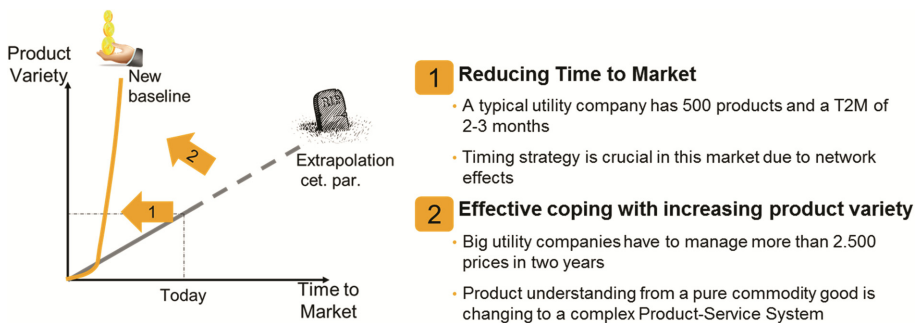 Product
Variety
New
baseline
RIP
2
Extrapolation
cet. par.
1
Today
Time to
Market
1 Reducing Time to Market
• A typical utility company has 500 products and a T2M of
2-3 months
• Timing strategy is crucial in this market due to network
effects
2 Effective coping with increasing product variety
• Big utility companies have to manage more than 2.500
prices in two years
• Product understanding from a pure commodity good is
changing to a complex Product-Service System